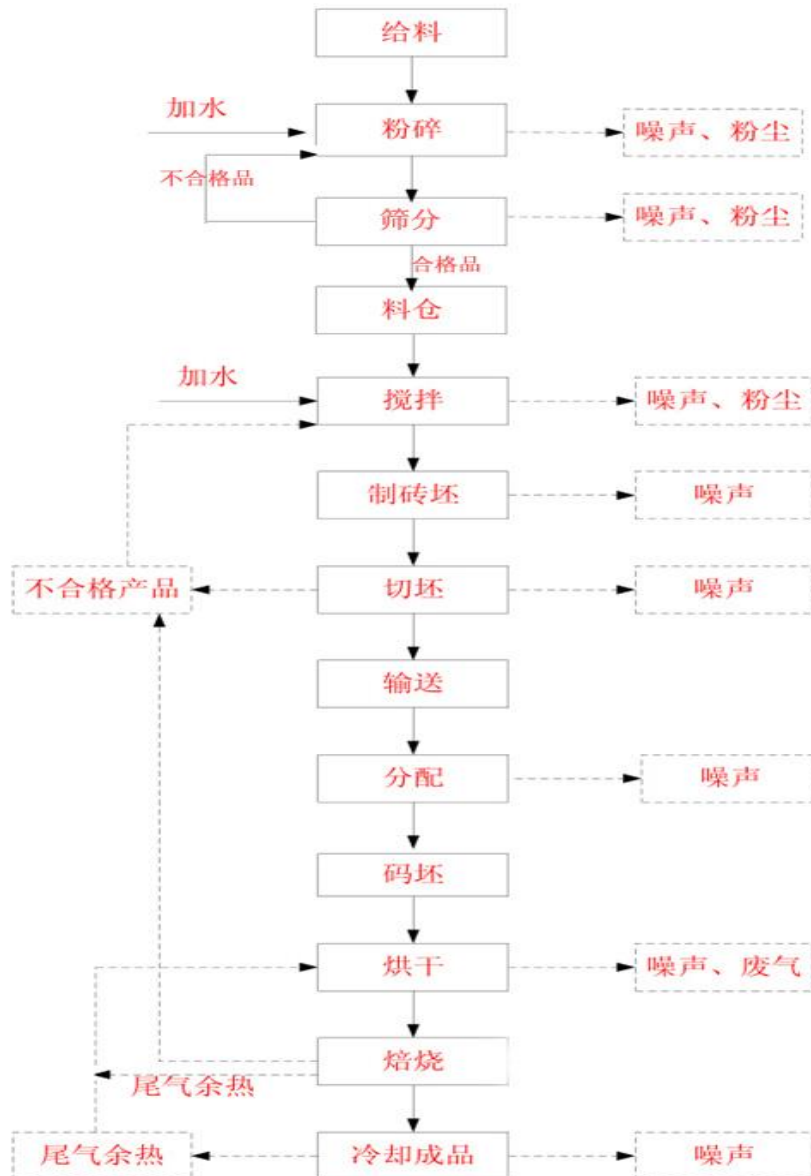 给料
加水
粉碎
噪声、粉尘
不合格品
筛分
噪声、粉尘
合格品
料仓
加水
搅拌
噪声、粉尘
制砖坯
噪声
不合格产品
切坯
噪声
输送
分配
噪声
码坯
烘干
噪声、废气
焙烧
尾气余热
尾气余热
冷却成品
噪声